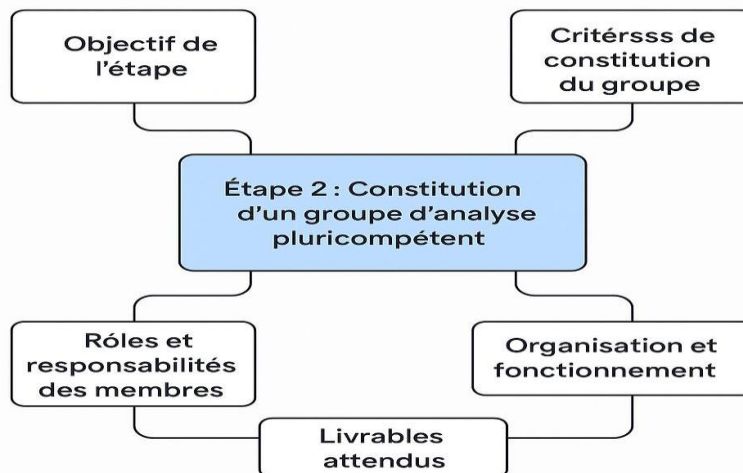 Objectif de
l'étape
Critérsss de
constitution
du groupe
Étape 2 : Constitution
d'un groupe d'analyse
pluricompétent
Róles et
responsabilités
des membres
Organisation et
fonctionnement
Livrables
attendus